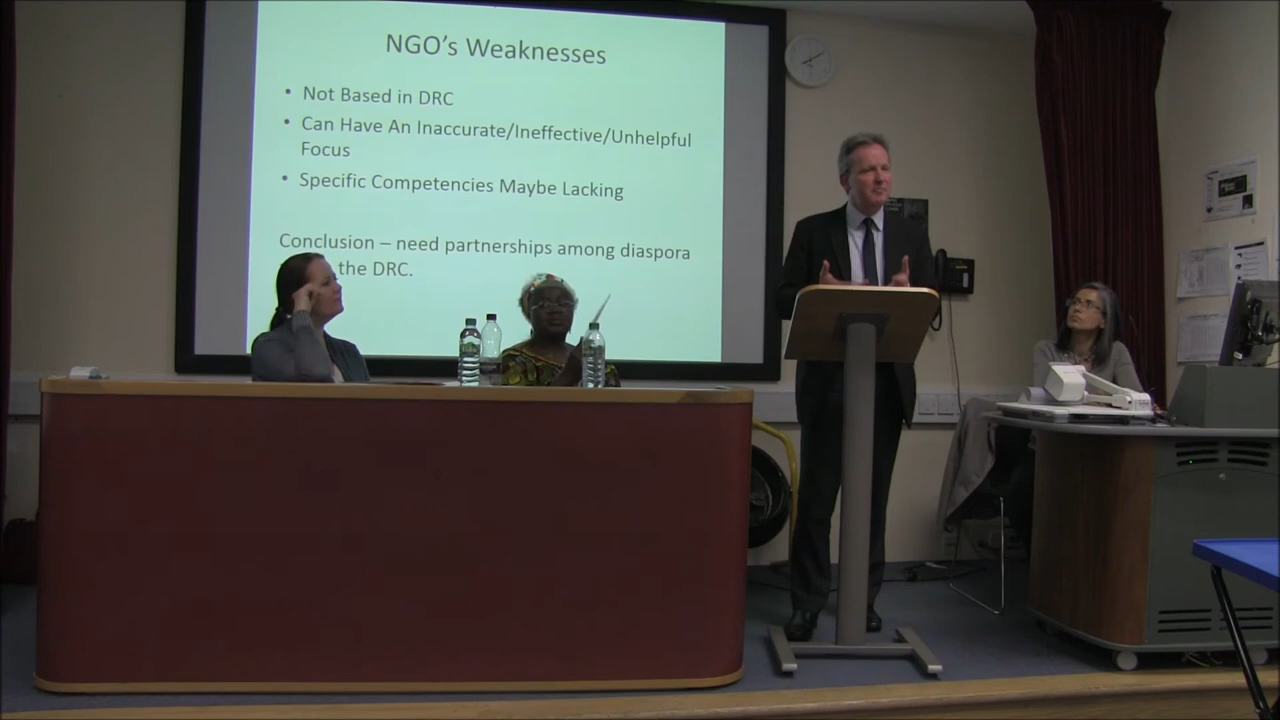 NGO's Weaknesses
• Not Based in DRC
• Can Have An Inaccurate/Ineffective/Unhelpful
Focus
• Specific Competencies Maybe Lacking
Conclusion – need partnerships among diaspora
the DRC.